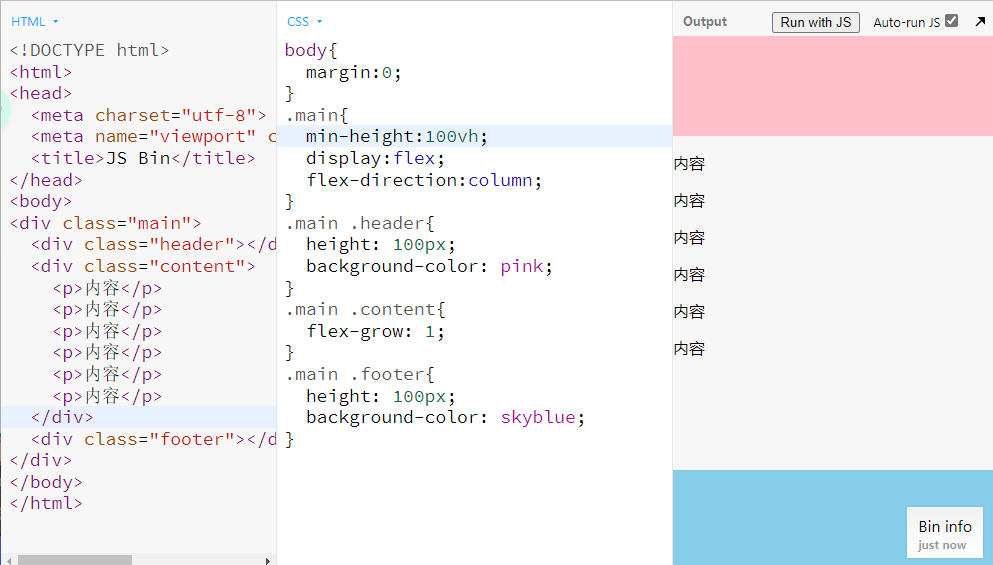 HTML
<!DOCTYPE html>
<html>
<head>
<meta charset="utf-8">
<meta name="viewport" c
<title>JS Bin</title>
</head>
<body>
<div class="main">
<div class="header"></d
<div class="content">
<p>内容</p>
<p>内容</p>
<p>内容</p>
<p>内容</p>
<p>内容</p>
<p>内容</p>
</div>
<div class="footer"></d
</div>
</body>
</html>
CSS
body{
margin:0;
}
.main{
min-height:100vh;
display:flex;
flex-direction:column;
}
.main .header{
height: 100px;
background-color: pink;
}
.main .content{
flex-grow: 1;
}
.main .footer{
height: 100px;
background-color: skyblue;
}
Output
Run with JS
Auto-run JS
内容
内容
内容
内容
内容
内容
Bin info
just now